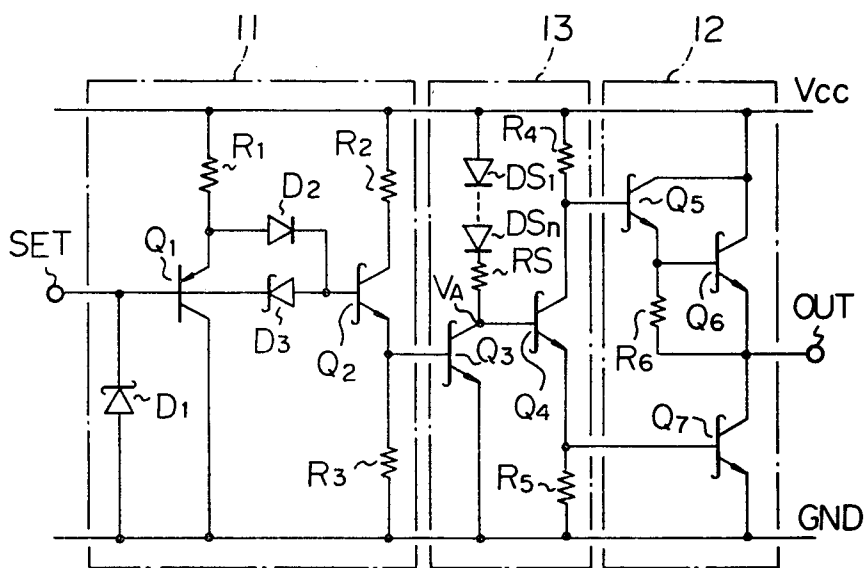 11
13
12
Vcc
R1
R2
R4
D2
DS1
Q5
SET
Q1
DSn
RS
VA
OUT
D3
Q2
Q3
R6
Q6
D1
Q4
Q7
R3
R5
GND